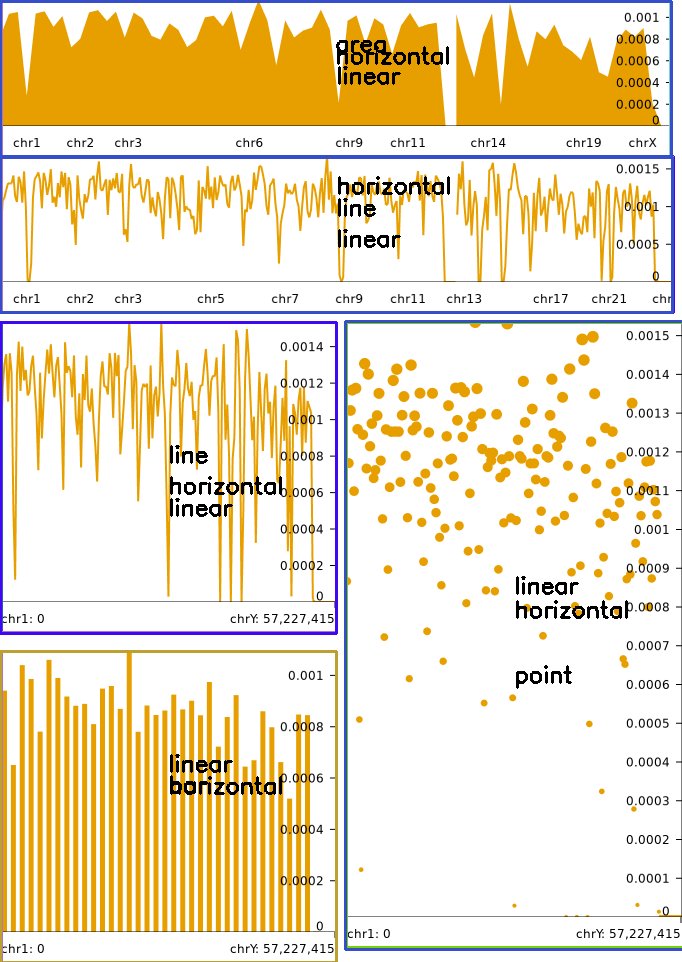 0.001
0.0008
0.0006
0.0004
0.0002
0
area
horizontal
linear
chr1 chr2 chr3 chr6 chr9 chr11 chr14 chr19 chrX
0.0015
0.001
0.0005
0
horizontal
line
linear
chr1 chr2 chr3 chr5 chr7 chr9 chr11 chr13 chr17 chr21 chr
0.0014
0.0012
0.001
0.0008
0.0006
0.0004
0.0002
0
line
horizontal
linear
chr1: 0 chrY: 57,227,415
0.0015
0.0014
0.0013
0.0012
0.0011
0.001
0.0009
0.0008
0.0007
0.0006
0.0005
0.0004
0.0003
0.0002
0.0001
0
linear
horizontal
point
chr1: 0 chrY: 57,227,415
0.001
0.0008
0.0006
0.0004
0.0002
0
linear
horizontal
chr1: 0 chrY: 57,227,415